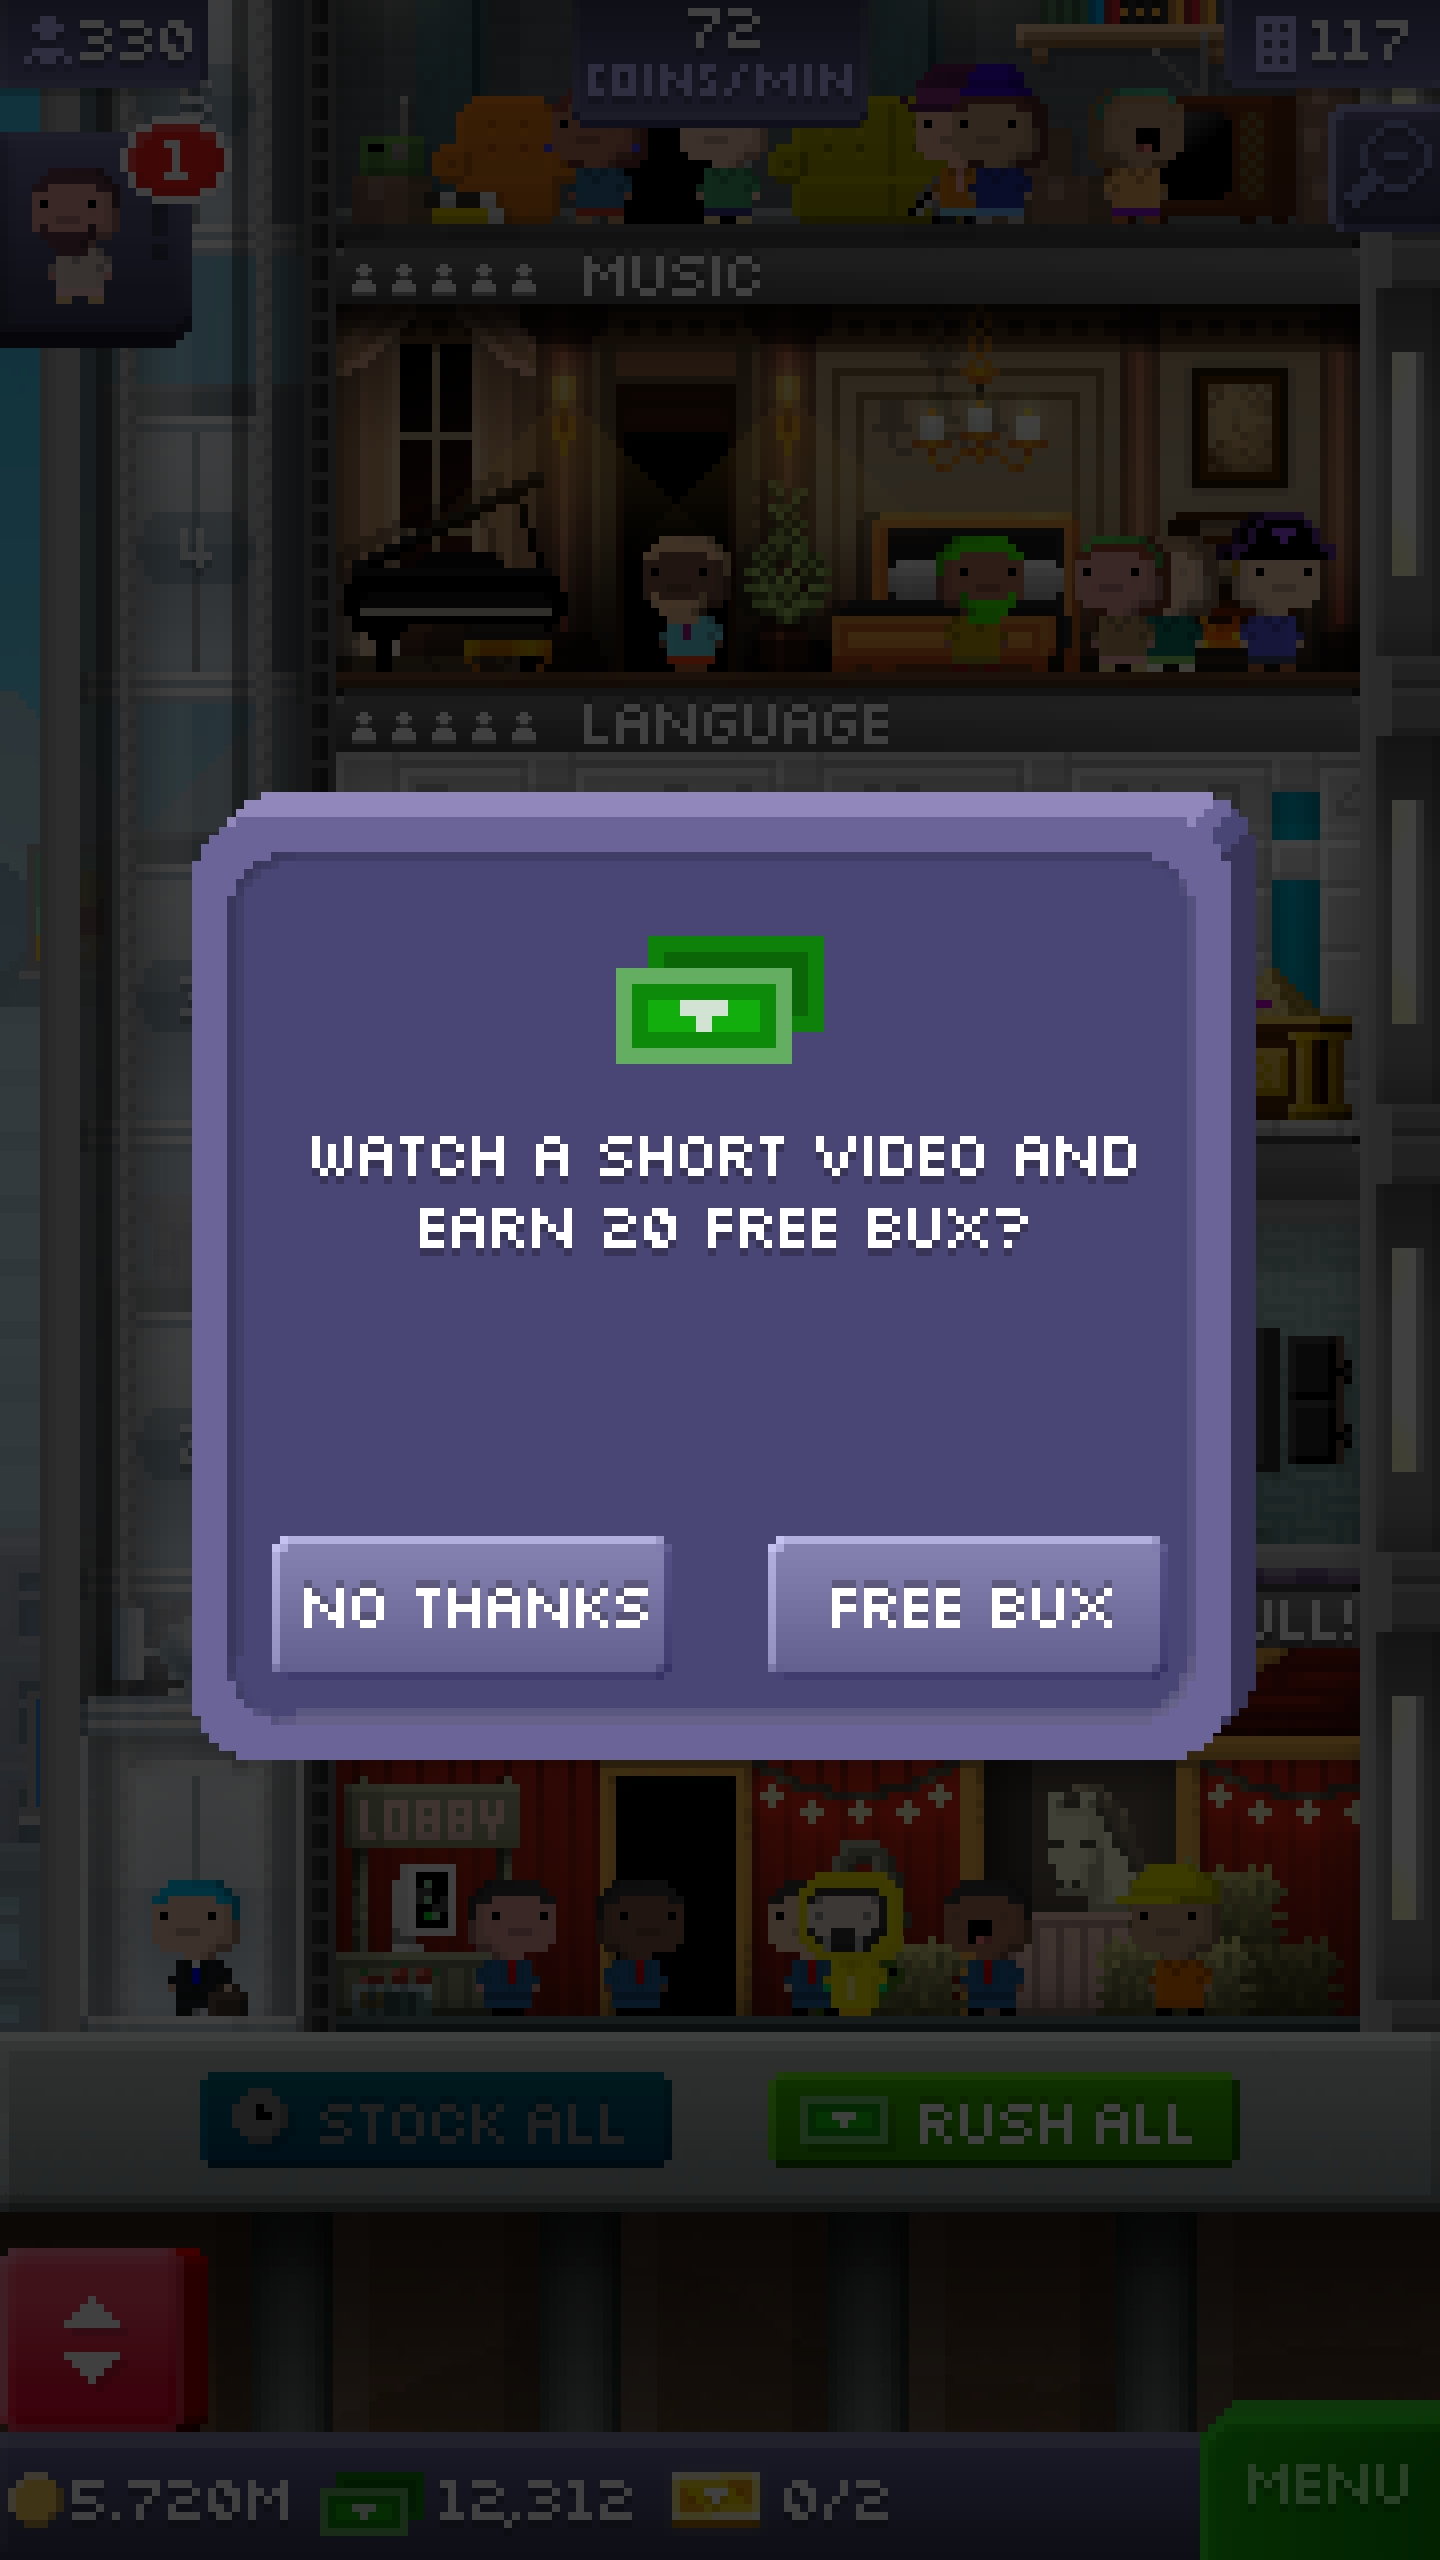 330
72
COINS/MIN
117
1
MUSIC
4
LANGUAGE
WATCH A SHORT VIDEO AND
EARN 20 FREE BUX?
NO THANKS
FREE BUX
LOBBY
STOCK ALL
RUSH ALL
5.720M
12,312
0/2
MENU